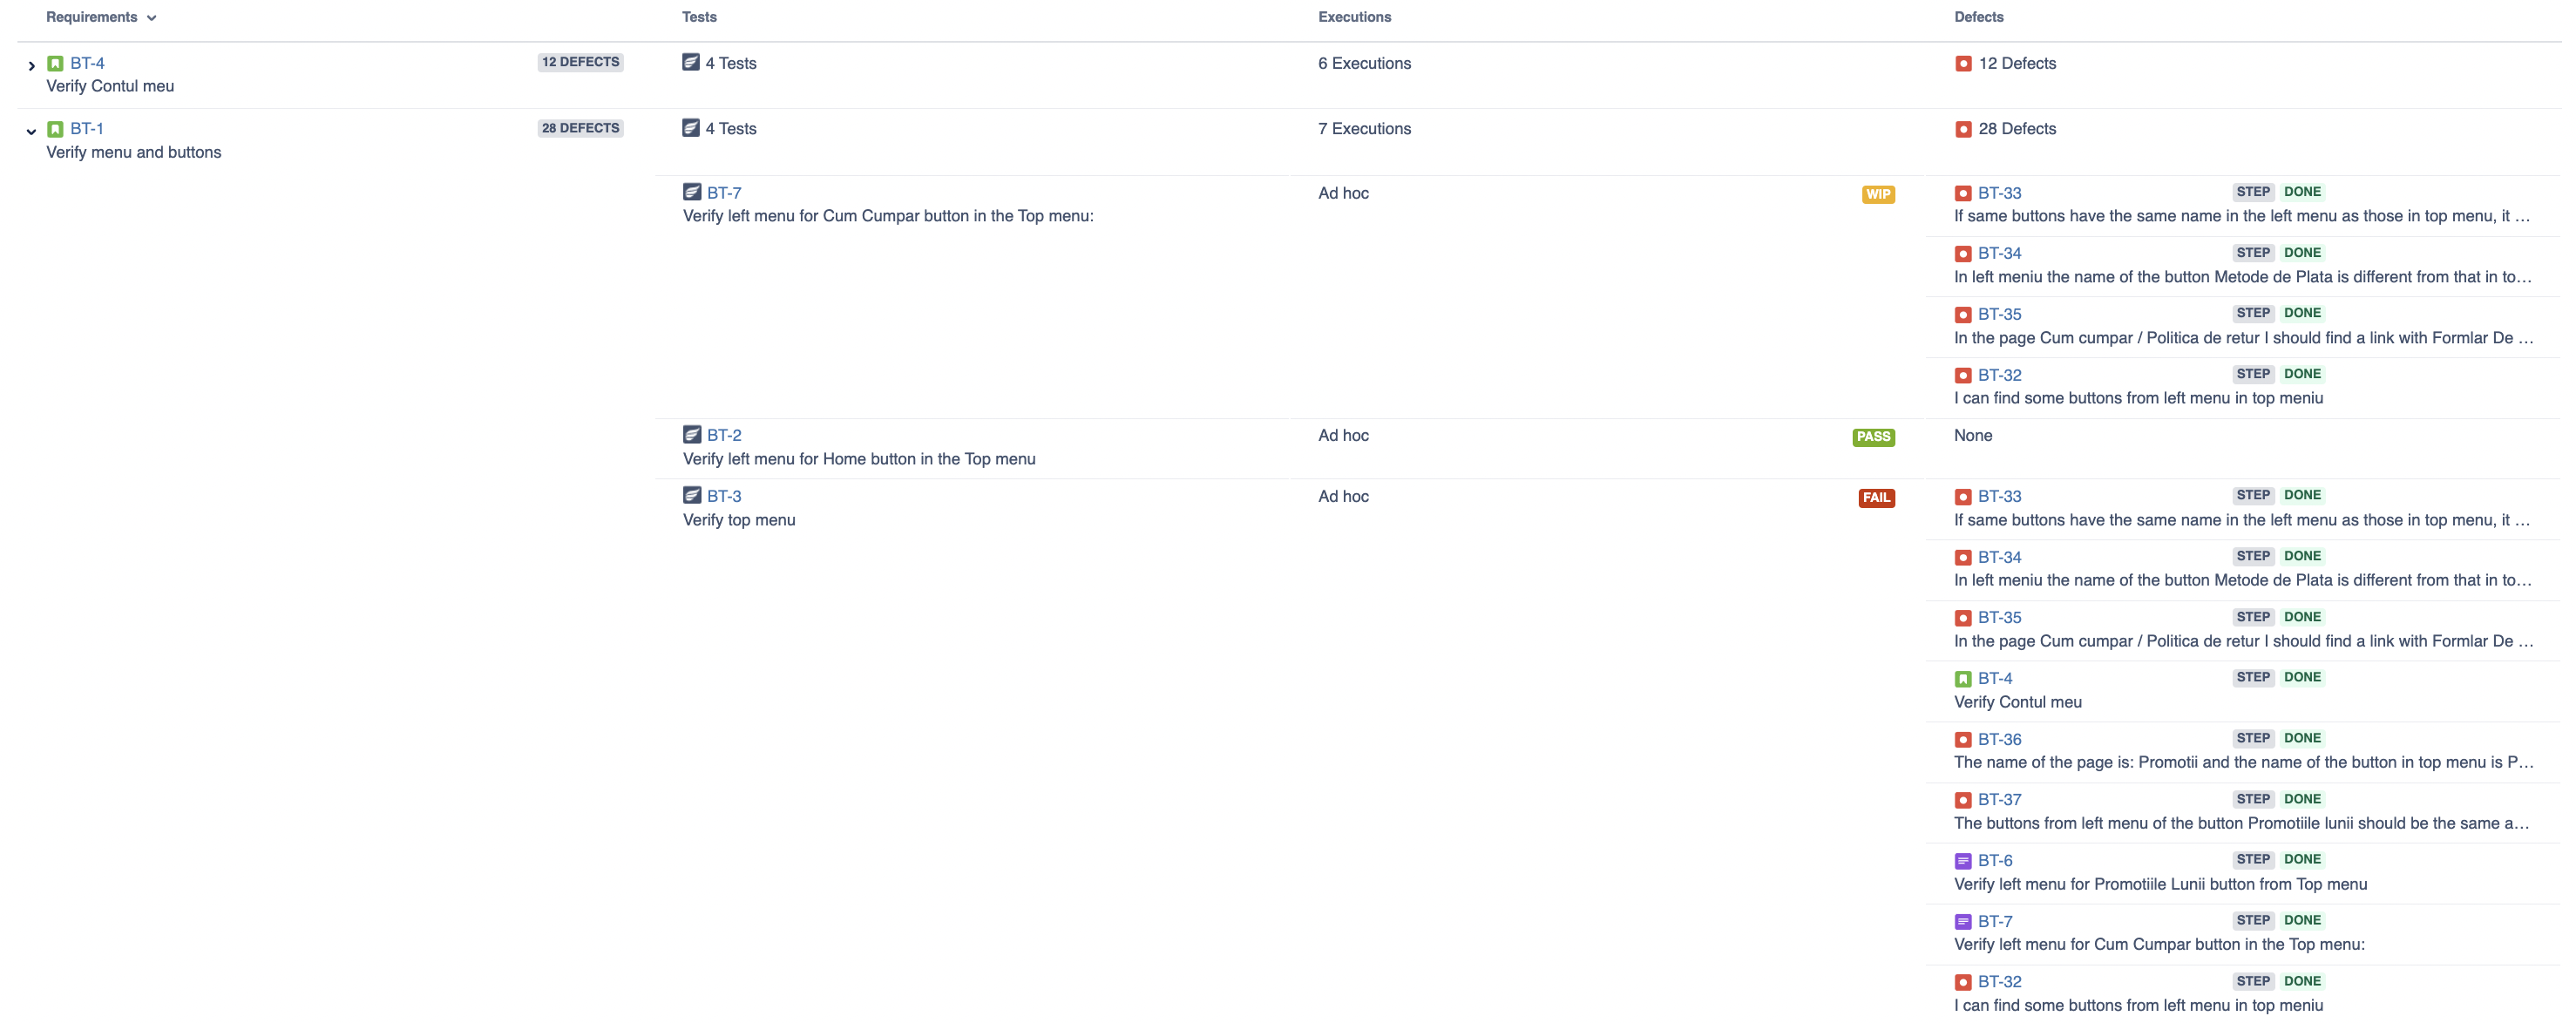 Requirements Tests Executions Defects
BT-4 12 DEFECTS 4 Tests 6 Executions 12 Defects
Verify Contul meu
BT-1 28 DEFECTS 4 Tests 7 Executions 28 Defects
Verify menu and buttons
BT-7 Ad hoc WIP BT-33 STEP DONE
Verify left menu for Cum Cumpar button in the Top menu: If same buttons have the same name in the left menu as those in top menu, it …
BT-34 STEP DONE
In left meniu the name of the button Metode de Plata is different from that in to…
BT-35 STEP DONE
In the page Cum cumpar / Politica de retur I should find a link with Formlar De …
BT-32 STEP DONE
I can find some buttons from left menu in top meniu
BT-2 Ad hoc PASS None
Verify left menu for Home button in the Top menu
BT-3 Ad hoc FAIL BT-33 STEP DONE
Verify top menu If same buttons have the same name in the left menu as those in top menu, it …
BT-34 STEP DONE
In left meniu the name of the button Metode de Plata is different from that in to…
BT-35 STEP DONE
In the page Cum cumpar / Politica de retur I should find a link with Formlar De …
BT-4 STEP DONE
Verify Contul meu
BT-36 STEP DONE
The name of the page is: Promotii and the name of the button in top menu is P…
BT-37 STEP DONE
The buttons from left menu of the button Promotiile lunii should be the same a…
BT-6 STEP DONE
Verify left menu for Promotiile Lunii button from Top menu
BT-7 STEP DONE
Verify left menu for Cum Cumpar button in the Top menu:
BT-32 STEP DONE
I can find some buttons from left menu in top meniu